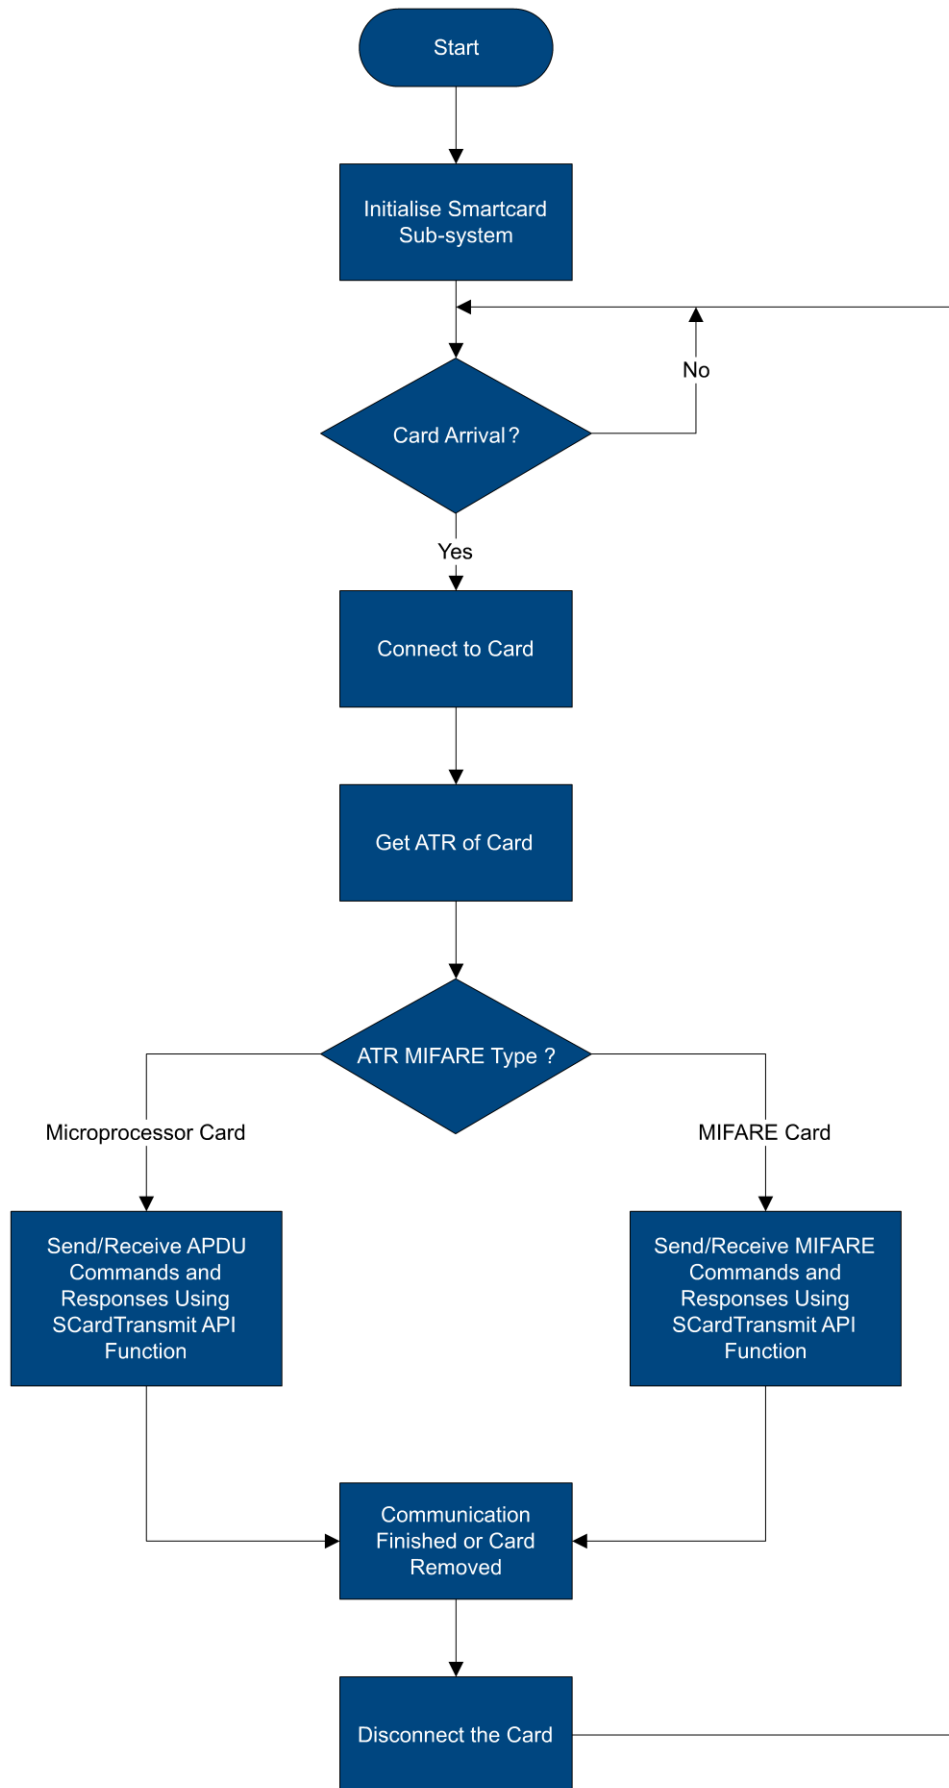 Start
Initialise Smartcard
Sub-system
No
Card Arrival?
Yes
Connect to Card
Get ATR of Card
ATR MIFARE Type ?
Microprocessor Card
MIFARE Card
Send/Receive APDU
Commands and
Responses Using
SCardTransmit API
Function
Send/Receive MIFARE
Commands and
Responses Using
SCardTransmit API
Function
Communication
Finished or Card
Removed
Disconnect the Card